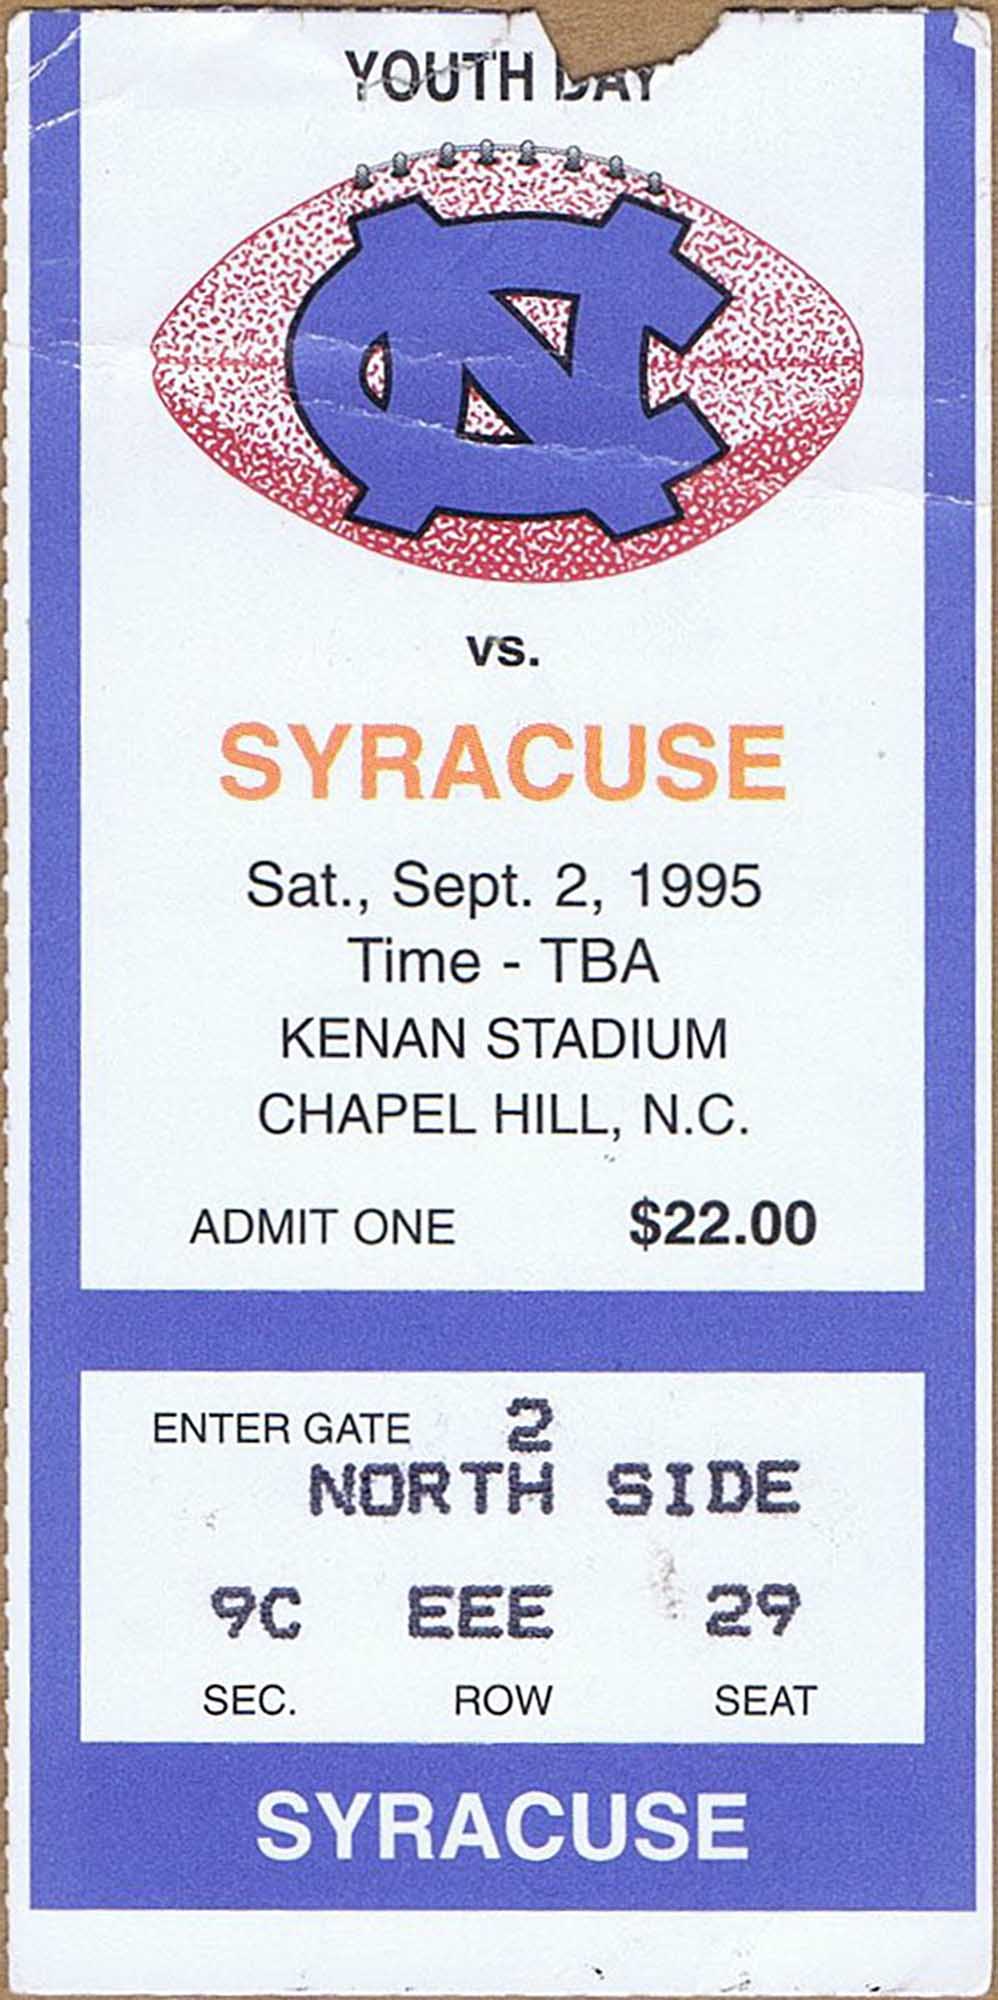 YOUTH DAY
NC
vs.
SYRACUSE
Sat., Sept. 2, 1995
Time - TBA
KENAN STADIUM
CHAPEL HILL, N.C.
ADMIT ONE $22.00
ENTER GATE 2
NORTH SIDE
9C EEE 29
SEC. ROW SEAT
SYRACUSE